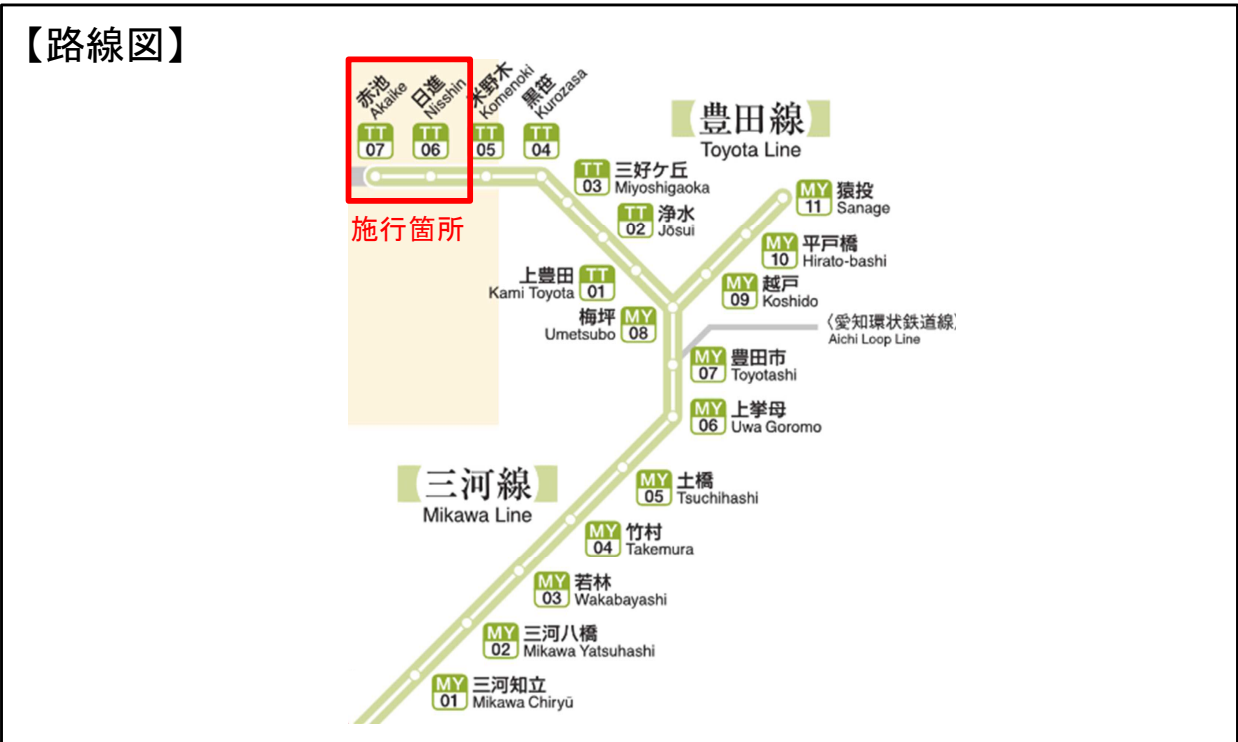 【路線図】
赤池
Akaike
TT
07
日進
Nisshin
TT
06
米野木
Komenoki
TT
05
黒笹
Kurozasa
TT
04
施行箇所
【豊田線】
Toyota Line
TT
03
三好ケ丘
Miyoshigaoka
TT
02
浄水
Jōsui
上豊田
Kami Toyota
TT
01
梅坪
Umetsubo
MY
08
MY
11
猿投
Sanage
MY
10
平戸橋
Hirato-bashi
MY
09
越戸
Koshido
〈愛知環状鉄道線〉
Aichi Loop Line
MY
07
豊田市
Toyotashi
MY
06
上挙母
Uwa Goromo
【三河線】
Mikawa Line
MY
05
土橋
Tsuchihashi
MY
04
竹村
Takemura
MY
03
若林
Wakabayashi
MY
02
三河八橋
Mikawa Yatsuhashi
MY
01
三河知立
Mikawa Chiryū